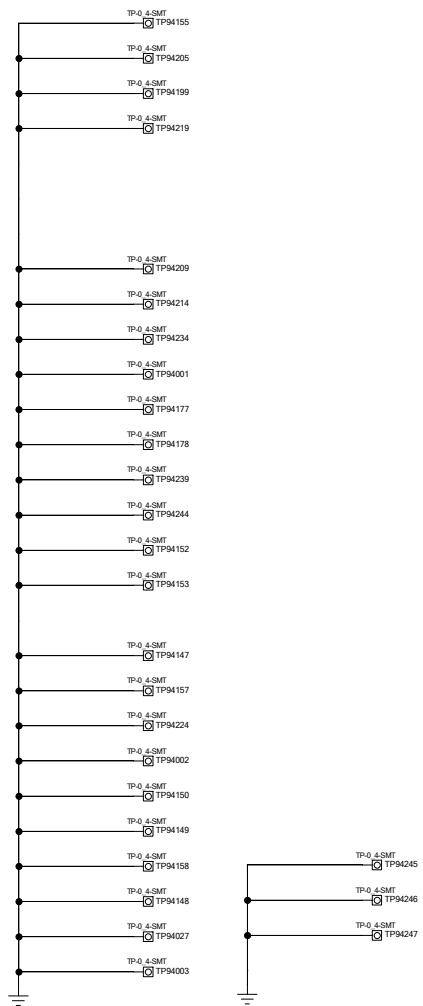 TP-0_4-SMT
TP94155
TP-0_4-SMT
TP94205
TP-0_4-SMT
TP94199
TP-0_4-SMT
TP94219
TP-0_4-SMT
TP94209
TP-0_4-SMT
TP94214
TP-0_4-SMT
TP94234
TP-0_4-SMT
TP94001
TP-0_4-SMT
TP94177
TP-0_4-SMT
TP94178
TP-0_4-SMT
TP94239
TP-0_4-SMT
TP94244
TP-0_4-SMT
TP94152
TP-0_4-SMT
TP94153
TP-0_4-SMT
TP94147
TP-0_4-SMT
TP94157
TP-0_4-SMT
TP94224
TP-0_4-SMT
TP94002
TP-0_4-SMT
TP94150
TP-0_4-SMT
TP94149
TP-0_4-SMT
TP94158
TP-0_4-SMT
TP94148
TP-0_4-SMT
TP94027
TP-0_4-SMT
TP94003
TP-0_4-SMT
TP94245
TP-0_4-SMT
TP94246
TP-0_4-SMT
TP94247